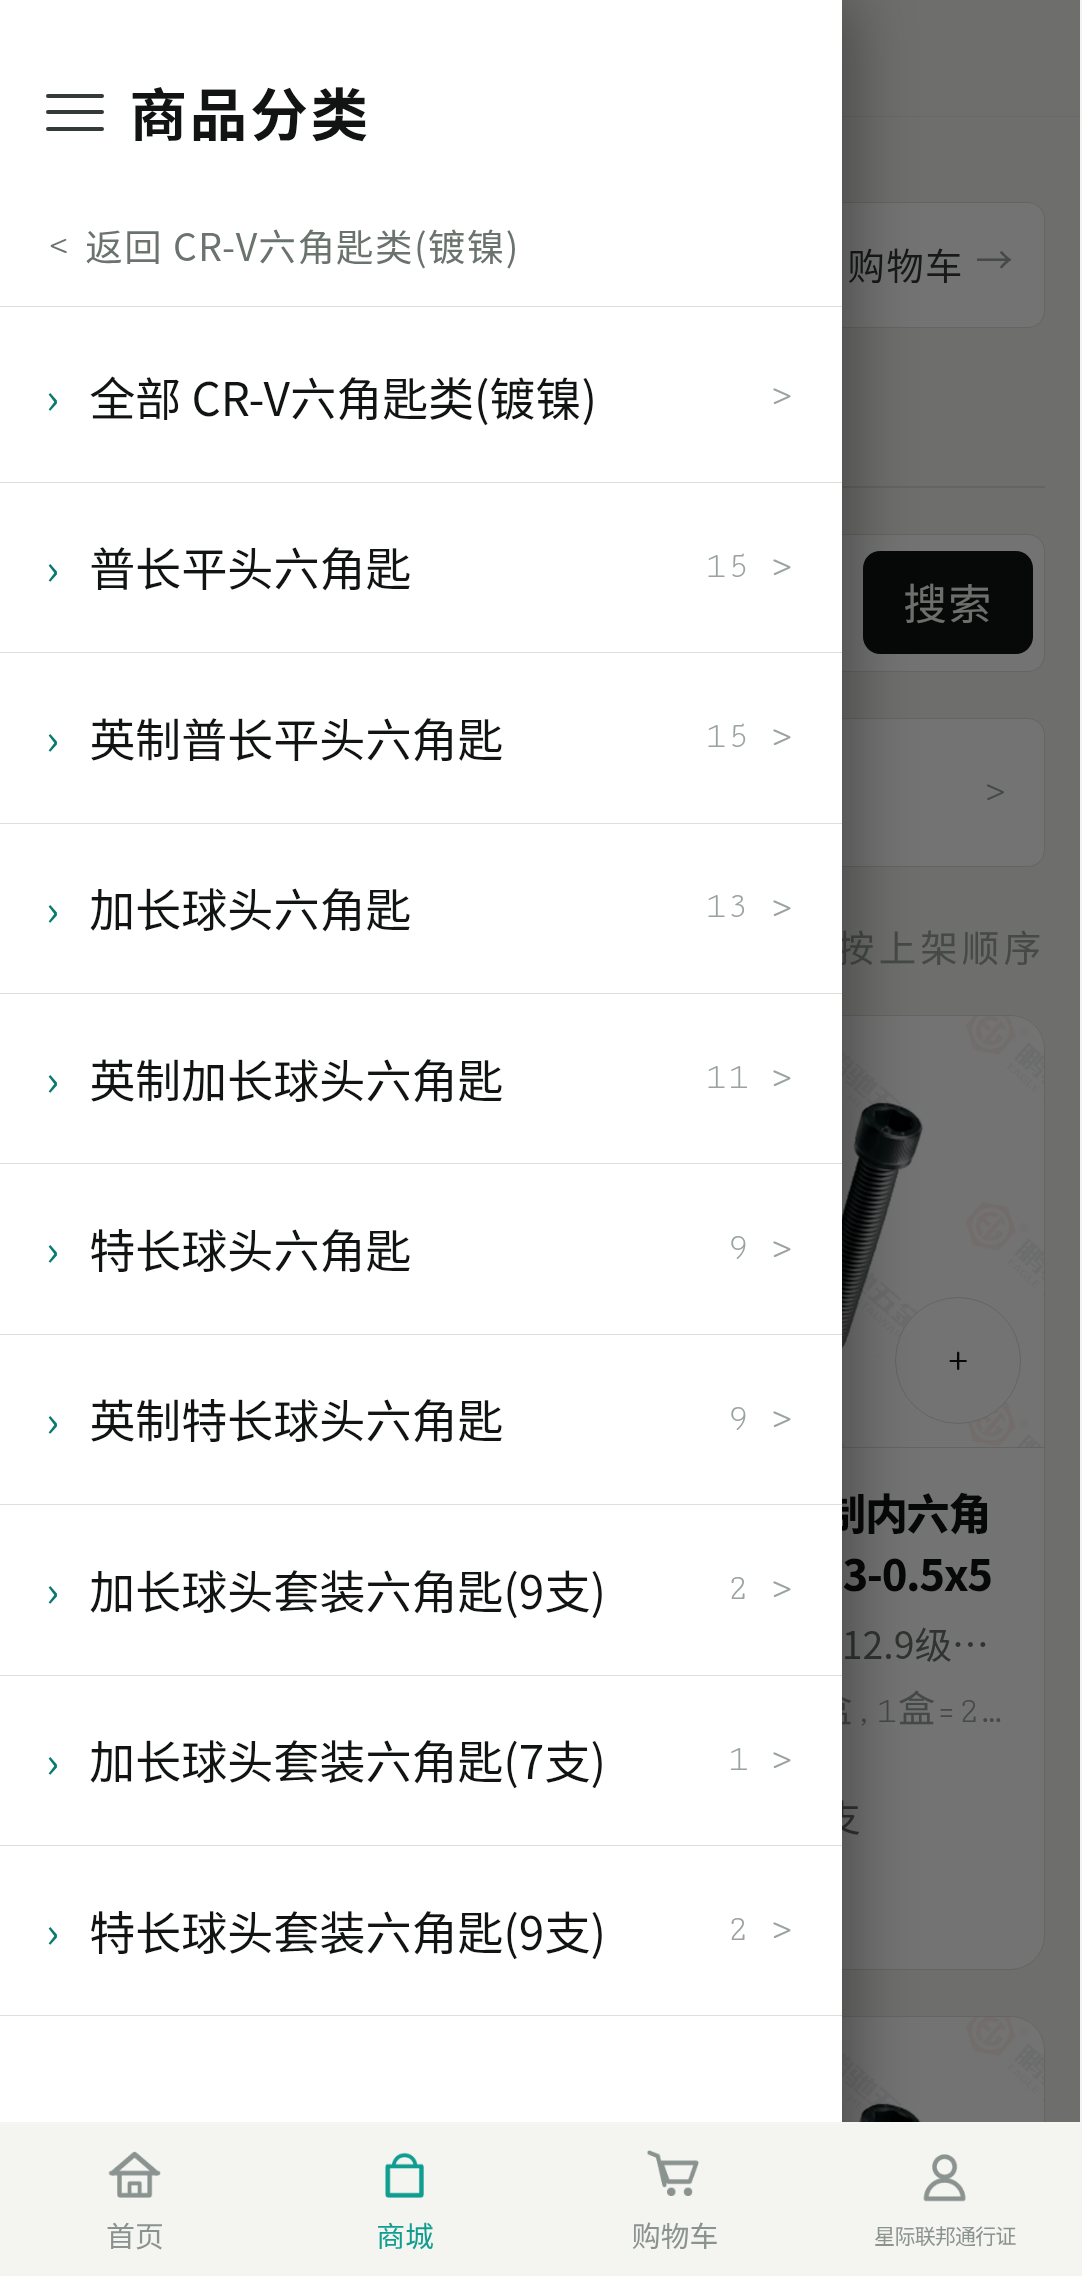 商品分类
< 返回 CR-V六角匙类(镀镍)
› 全部 CR-V六角匙类(镀镍) >
› 普长平头六角匙 15 >
› 英制普长平头六角匙 15 >
› 加长球头六角匙 13 >
› 英制加长球头六角匙 11 >
› 特长球头六角匙 9 >
› 英制特长球头六角匙 9 >
› 加长球头套装六角匙(9支) 2 >
› 加长球头套装六角匙(7支) 1 >
› 特长球头套装六角匙(9支) 2 >
购物车 →
搜索
>
按上架顺序
+
制内六角
3-0.5x5
12.9级…
盒,1盒=2…
支
首页
商城
购物车
星际联邦通行证